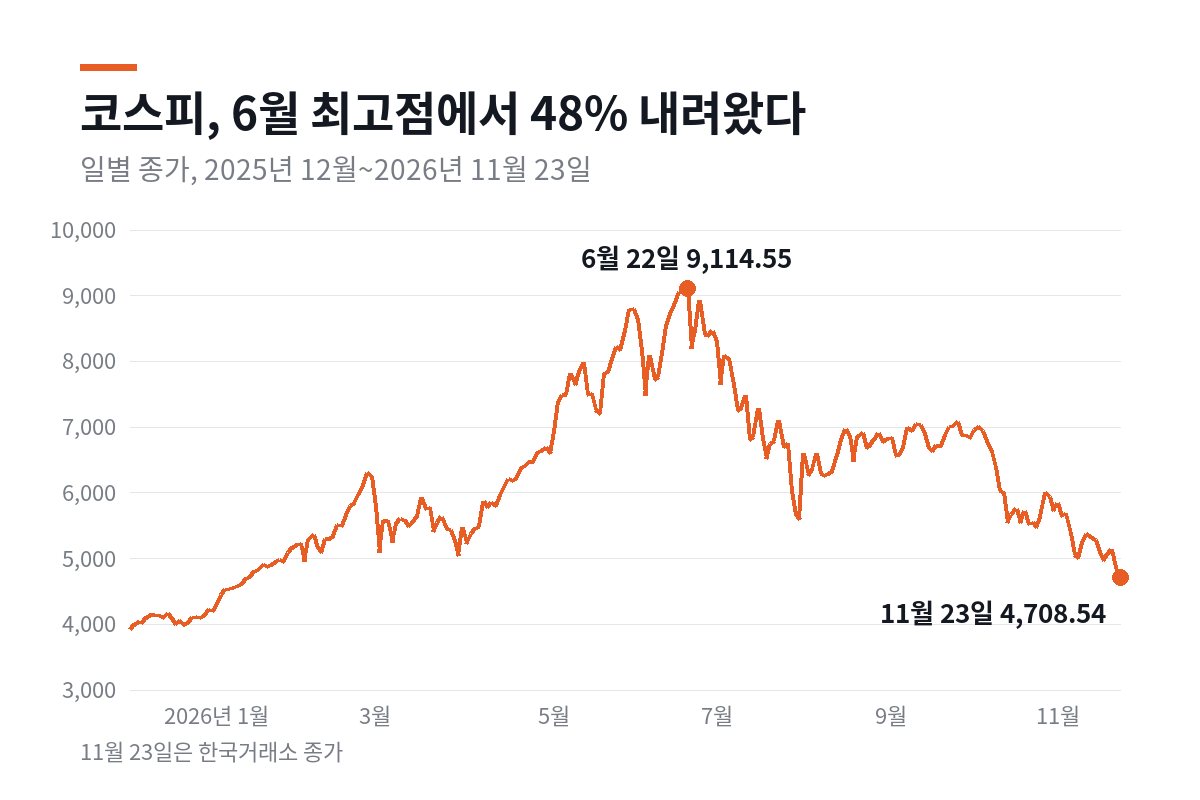 코스피, 6월 최고점에서 48% 내려왔다
일별 종가, 2025년 12월~2026년 11월 23일
10,000
6월 22일 9,114.55
9,000
8,000
7,000
6,000
5,000
11월 23일 4,708.54
4,000
3,000
2026년 1월 3월 5월 7월 9월 11월
11월 23일은 한국거래소 종가